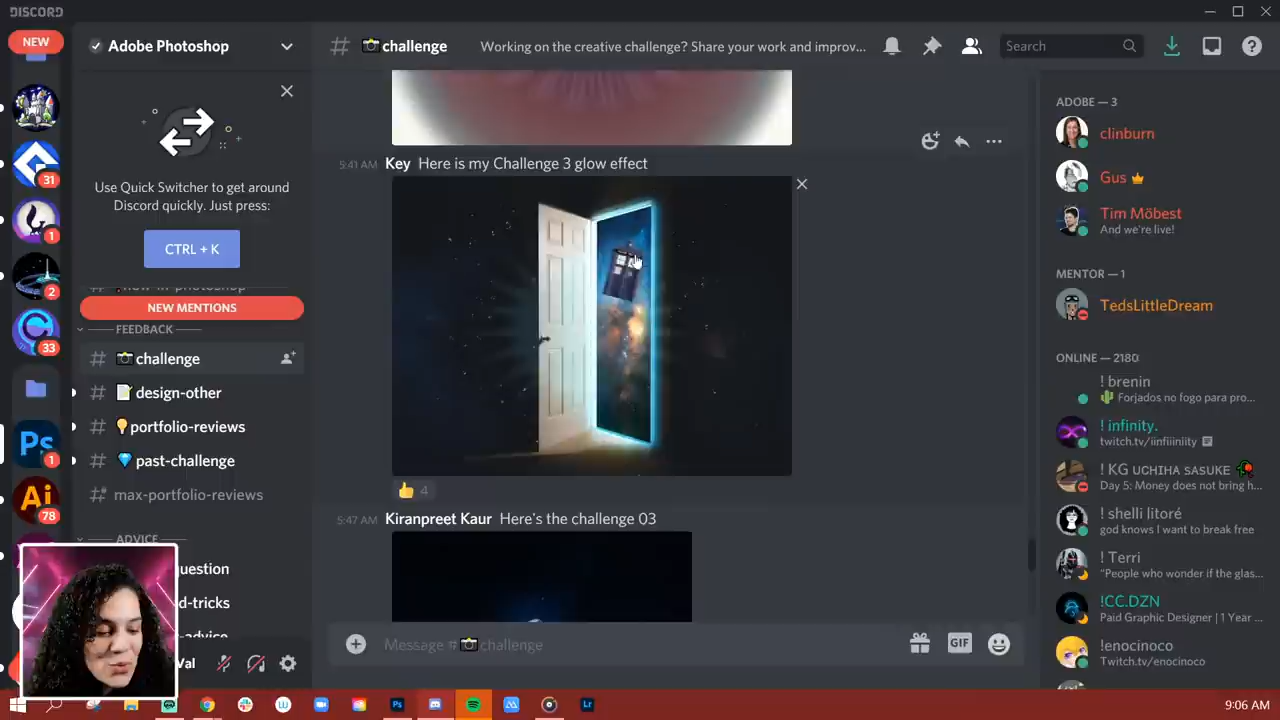 DISCORD
NEW
Adobe Photoshop
challenge
Working on the creative challenge? Share your work and improv...
Search
Use Quick Switcher to get around
Discord quickly. Just press:
CTRL + K
NEW MENTIONS
FEEDBACK
challenge
design-other
portfolio-reviews
past-challenge
max-portfolio-reviews
ADVICE
Val
31
1
2
33
Ps
1
Ai
78
5:41 AM Key Here is my Challenge 3 glow effect
4
5:47 AM Kiranpreet Kaur Here's the challenge 03
Message # challenge
GIF
ADOBE — 3
clinburn
Gus
Tim Möbest
And we're live!
MENTOR — 1
TedsLittleDream
ONLINE — 2180
! brenin
Forjados no fogo para pro...
! infinity.
twitch.tv/iinfiiiniity
! KG UCHIHA SASUKE
Day 5: Money does not bring h...
! shelli litoré
god knows I want to break free
! Terri
"People who wonder if the glas...
!CC.DZN
Paid Graphic Designer | 1 Year ...
!enocinoco
Twitch.tv/enocinoco
Ps
Lr
9:06 AM